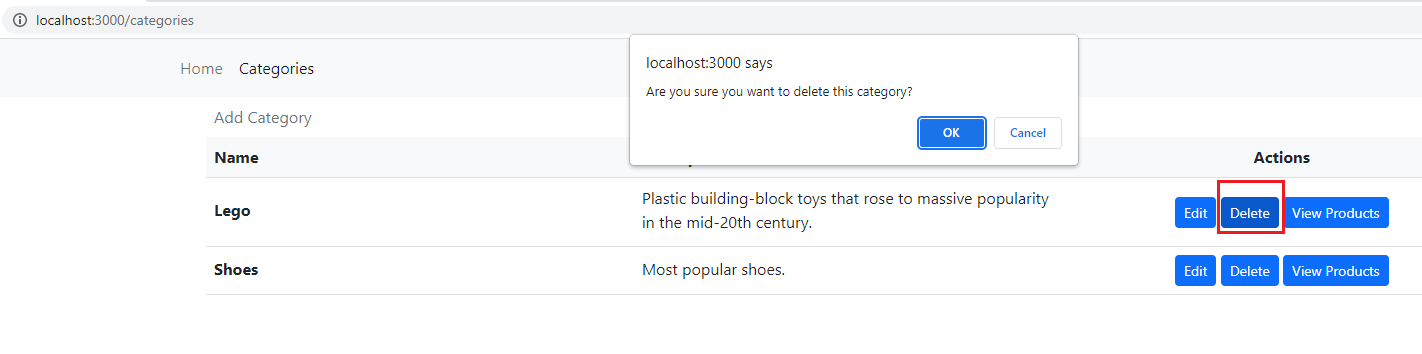 localhost:3000/categories
Home Categories
localhost:3000 says
Are you sure you want to delete this category?
OK Cancel
Add Category
Name Actions
Lego
Plastic building-block toys that rose to massive popularity
in the mid-20th century.
Edit Delete View Products
Shoes Most popular shoes. Edit Delete View Products